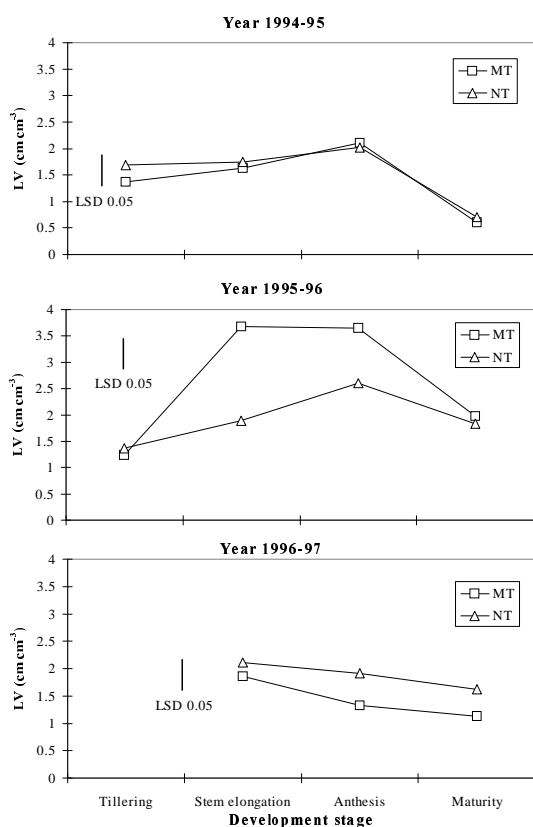 Year 1994-95
4
3.5
3
2.5
2
1.5
1
0.5
0
LV (cm cm⁻³)
LSD 0.05
MT
NT
Year 1995-96
4
3.5
3
2.5
2
1.5
1
0.5
0
LV (cm cm⁻³)
LSD 0.05
MT
NT
Year 1996-97
4
3.5
3
2.5
2
1.5
1
0.5
0
LV (cm cm⁻³)
LSD 0.05
MT
NT
Tillering Stem elongation Anthesis Maturity
Development stage